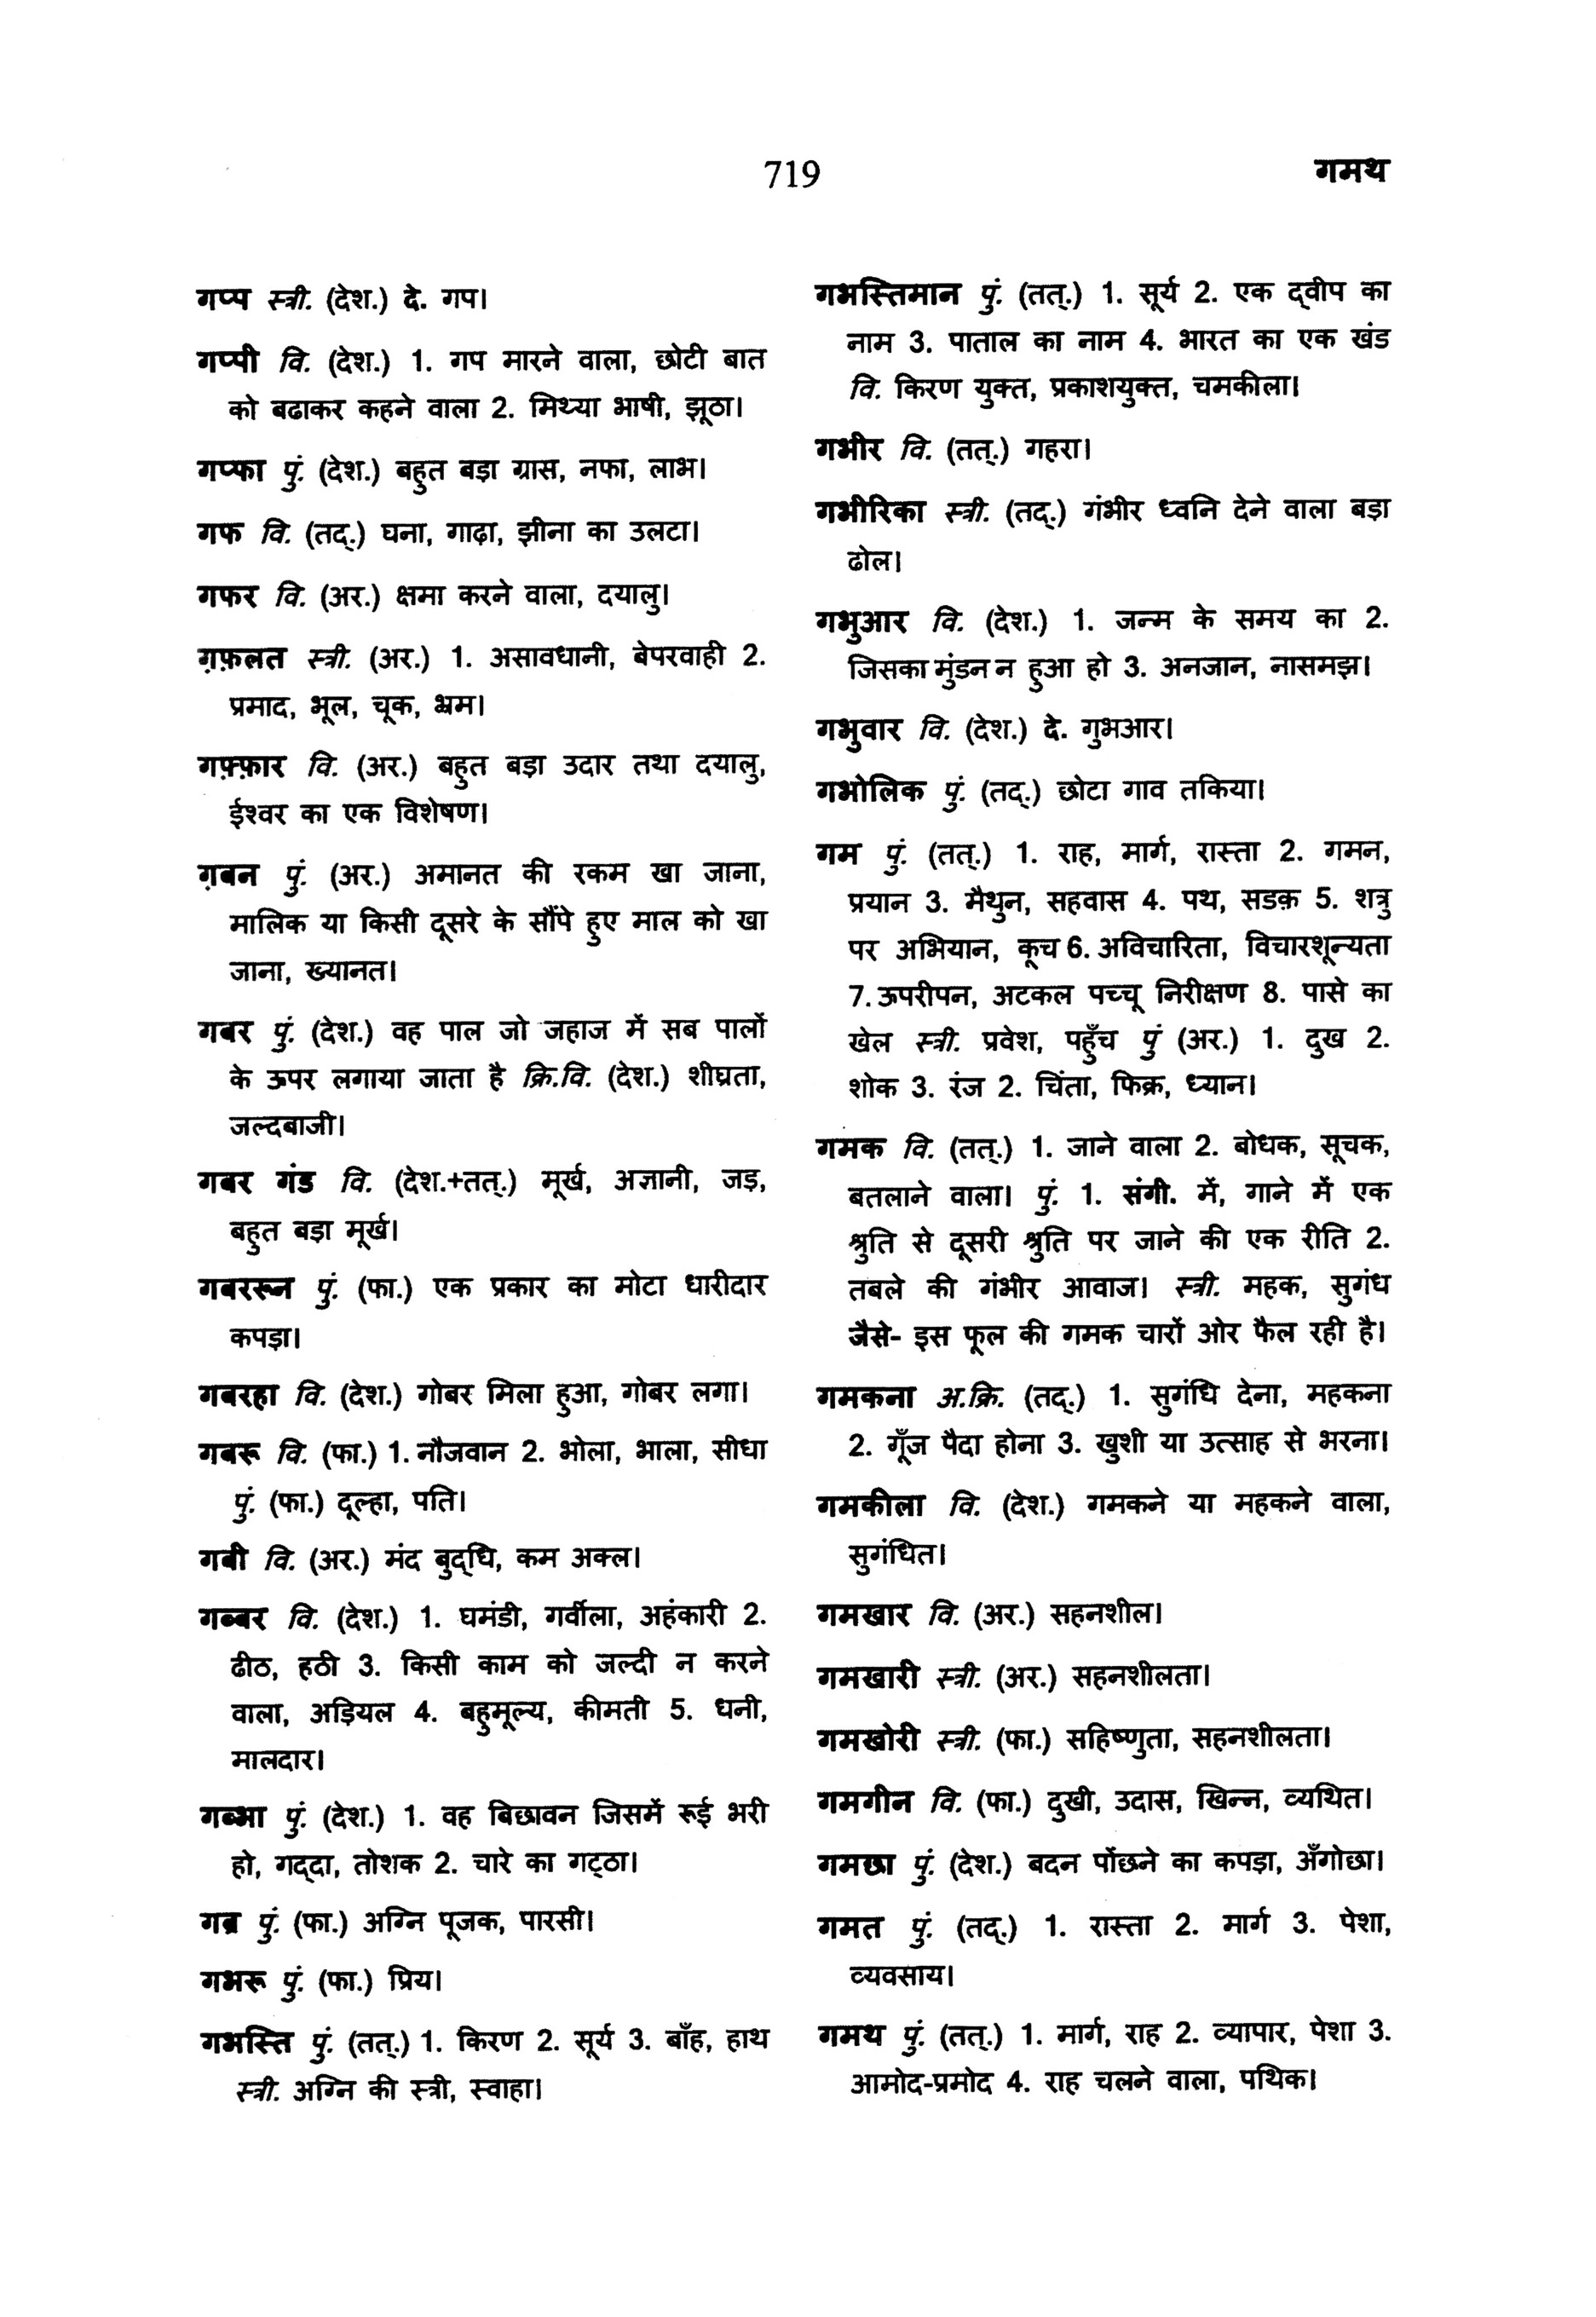 719
गमथ
गप्प स्त्री. (देश.) दे. गप।
गप्पी वि. (देश.) 1. गप मारने वाला, छोटी बात
को बढाकर कहने वाला 2. मिथ्या भाषी, झूठा।
गप्फा पुं. (देश.) बहुत बड़ा ग्रास, नफा, लाभ।
गफ वि. (तद्.) घना, गाढ़ा, झीना का उलटा।
गफर वि. (अर.) क्षमा करने वाला, दयालु।
ग़फ़लत स्त्री. (अर.) 1. असावधानी, बेपरवाही 2.
प्रमाद, भूल, चूक, भ्रम।
गफ़्फ़ार वि. (अर.) बहुत बड़ा उदार तथा दयालु,
ईश्वर का एक विशेषण।
ग़बन पुं. (अर.) अमानत की रकम खा जाना,
मालिक या किसी दूसरे के सौंपे हुए माल को खा
जाना, ख्यानत।
गबर पुं. (देश.) वह पाल जो जहाज में सब पालों
के ऊपर लगाया जाता है क्रि.वि. (देश.) शीघ्रता,
जल्दबाजी।
गबर गंड वि. (देश.+तत्.) मूर्ख, अज्ञानी, जड़,
बहुत बड़ा मूर्ख।
गबररून पुं. (फा.) एक प्रकार का मोटा धारीदार
कपड़ा।
गबरहा वि. (देश.) गोबर मिला हुआ, गोबर लगा।
गबरू वि. (फा.) 1. नौजवान 2. भोला, भाला, सीधा
पुं. (फा.) दूल्हा, पति।
गबी वि. (अर.) मंद बुद्धि, कम अक्ल।
गब्बर वि. (देश.) 1. घमंडी, गर्वीला, अहंकारी 2.
ढीठ, हठी 3. किसी काम को जल्दी न करने
वाला, अड़ियल 4. बहुमूल्य, कीमती 5. धनी,
मालदार।
गब्भा पुं. (देश.) 1. वह बिछावन जिसमें रूई भरी
हो, गद्दा, तोशक 2. चारे का गट्ठा।
गब्र पुं. (फा.) अग्नि पूजक, पारसी।
गभरू पुं. (फा.) प्रिय।
गभस्ति पुं. (तत्.) 1. किरण 2. सूर्य 3. बाँह, हाथ
स्त्री. अग्नि की स्त्री, स्वाहा।
गभस्तिमान पुं. (तत्.) 1. सूर्य 2. एक द्वीप का
नाम 3. पाताल का नाम 4. भारत का एक खंड
वि. किरण युक्त, प्रकाशयुक्त, चमकीला।
गभीर वि. (तत्.) गहरा।
गभीरिका स्त्री. (तद्.) गंभीर ध्वनि देने वाला बड़ा
ढोल।
गभुआर वि. (देश.) 1. जन्म के समय का 2.
जिसका मुंडन न हुआ हो 3. अनजान, नासमझ।
गभुवार वि. (देश.) दे. गुभआर।
गभोलिक पुं. (तद्.) छोटा गाव तकिया।
गम पुं. (तत्.) 1. राह, मार्ग, रास्ता 2. गमन,
प्रयान 3. मैथुन, सहवास 4. पथ, सडक़ 5. शत्रु
पर अभियान, कूच 6. अविचारिता, विचारशून्यता
7. ऊपरीपन, अटकल पच्चू निरीक्षण 8. पासे का
खेल स्त्री. प्रवेश, पहुँच पुं (अर.) 1. दुख 2.
शोक 3. रंज 2. चिंता, फिक्र, ध्यान।
गमक वि. (तत्.) 1. जाने वाला 2. बोधक, सूचक,
बतलाने वाला। पुं. 1. संगी. में, गाने में एक
श्रुति से दूसरी श्रुति पर जाने की एक रीति 2.
तबले की गंभीर आवाज। स्त्री. महक, सुगंध
जैसे- इस फूल की गमक चारों ओर फैल रही है।
गमकना अ.क्रि. (तद्.) 1. सुगंधि देना, महकना
2. गूँज पैदा होना 3. खुशी या उत्साह से भरना।
गमकीला वि. (देश.) गमकने या महकने वाला,
सुगंधित।
गमखार वि. (अर.) सहनशील।
गमखारी स्त्री. (अर.) सहनशीलता।
गमखोरी स्त्री. (फा.) सहिष्णुता, सहनशीलता।
गमगीन वि. (फा.) दुखी, उदास, खिन्न, व्यथित।
गमछा पुं. (देश.) बदन पोंछने का कपड़ा, अँगोछा।
गमत पुं. (तद्.) 1. रास्ता 2. मार्ग 3. पेशा,
व्यवसाय।
गमथ पुं. (तत्.) 1. मार्ग, राह 2. व्यापार, पेशा 3.
आमोद-प्रमोद 4. राह चलने वाला, पथिक।